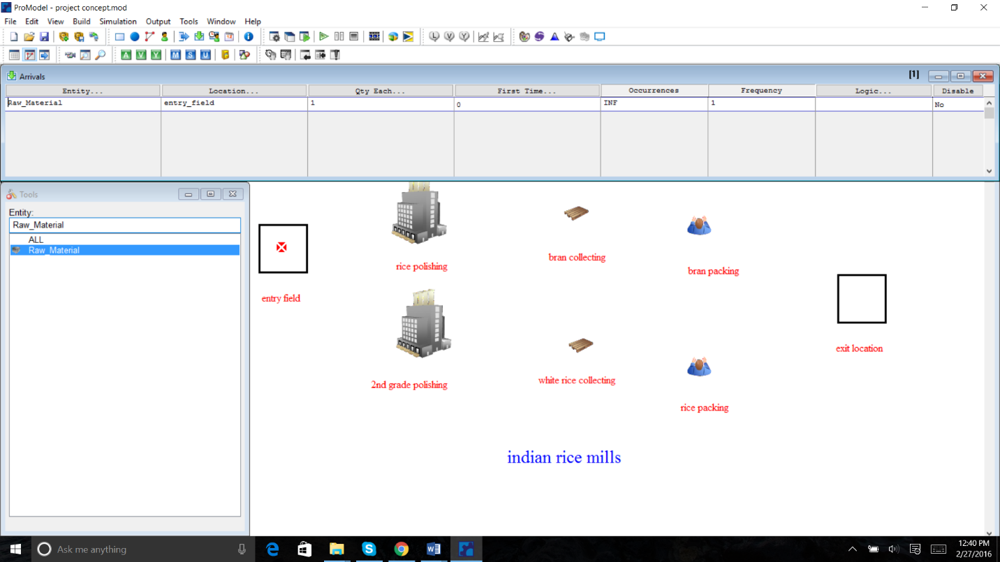 ProModel - project concept.mod
File Edit View Build Simulation Output Tools Window Help
L V Y
A V Y M S U
Arrivals [1]
Entity... Location... Qty Each... First Time... Occurrences Frequency Logic... Disable
Raw_Material entry_field 1 0 INF 1 No
Tools
Entity:
Raw_Material
ALL
Raw_Material
rice polishing
bran collecting
bran packing
entry field
exit location
2nd grade polishing
white rice collecting
rice packing
indian rice mills
Ask me anything
12:40 PM
2/27/2016